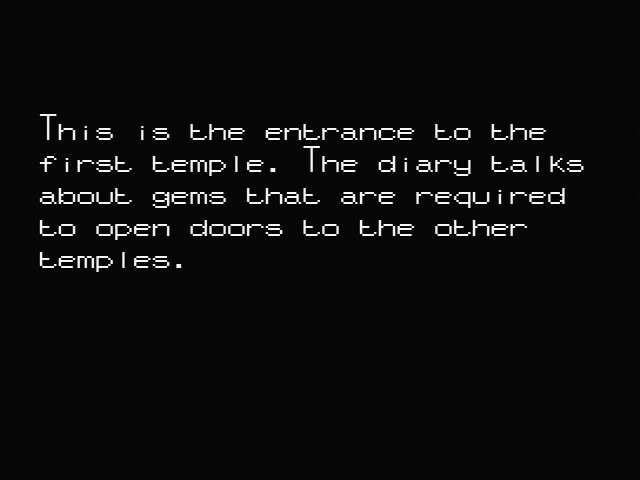 This is the entrance to the
first temple. The diary talks
about gems that are required
to open doors to the other
temples.